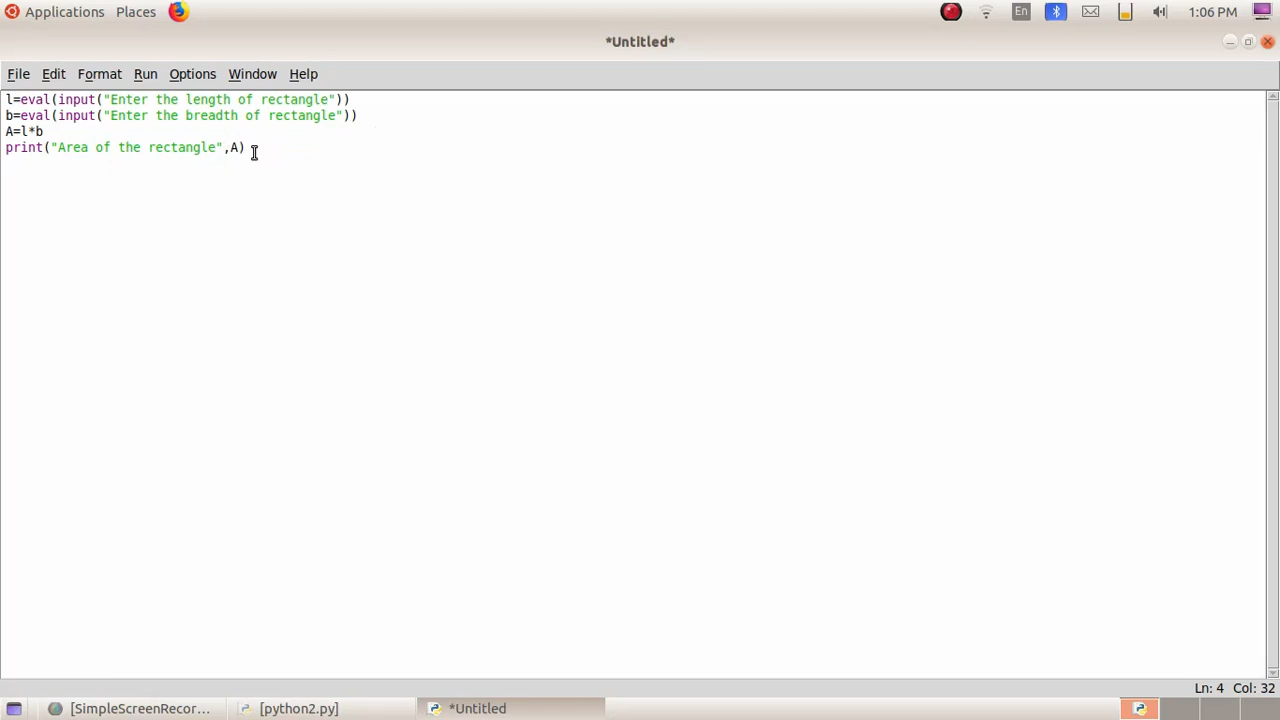 Applications Places En 1:06 PM
*Untitled*
File Edit Format Run Options Window Help
l=eval(input("Enter the length of rectangle"))
b=eval(input("Enter the breadth of rectangle"))
A=l*b
print("Area of the rectangle",A)
Ln: 4 Col: 32
[SimpleScreenRecor... [python2.py] *Untitled